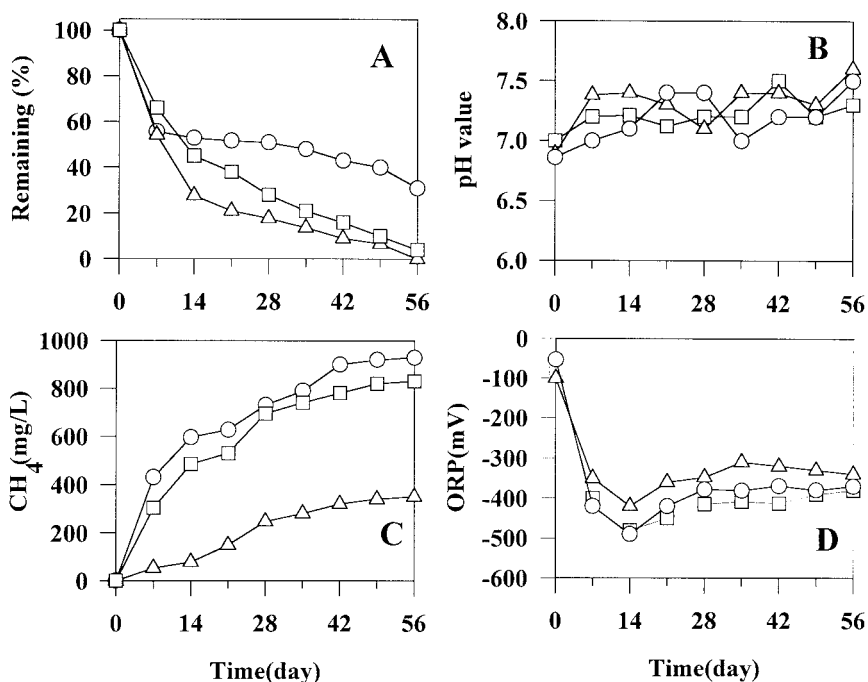 A
Remaining (%)
100
80
60
40
20
0
0 14 28 42 56
B
pH value
8.0
7.5
7.0
6.5
6.0
0 14 28 42 56
C
CH4(mg/L)
1000
800
600
400
200
0
0 14 28 42 56
Time(day)
D
ORP(mV)
0
-100
-200
-300
-400
-500
-600
0 14 28 42 56
Time(day)